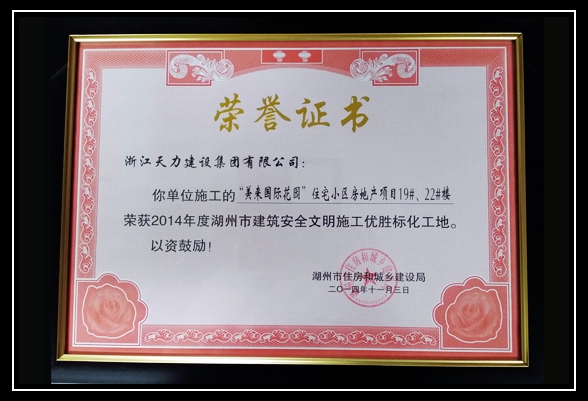 荣誉证书
浙江天力建设集团有限公司：
你单位施工的“美来国际花园”住宅小区房地产项目19#、22#楼
荣获2014年度湖州市建筑安全文明施工优胜标化工地。
以资鼓励！
湖州市住房和城乡建设局
二〇一四年十一月三日